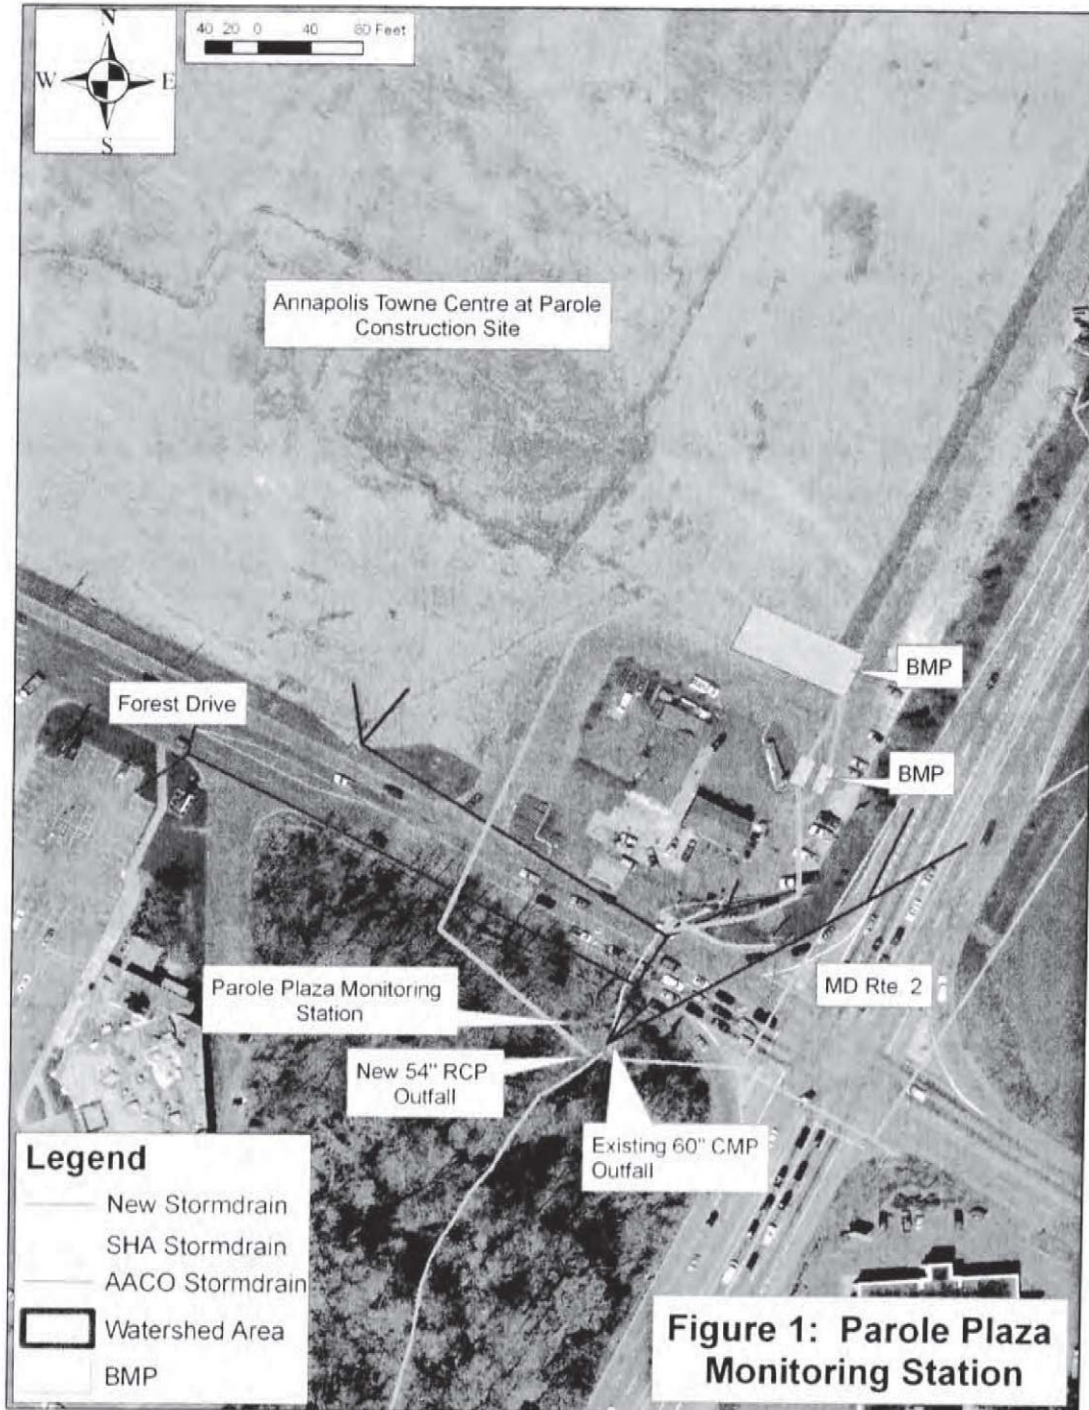 N
W E
S
40 20 0 40 80 Feet
Annapolis Towne Centre at Parole
Construction Site
BMP
Forest Drive
BMP
Parole Plaza Monitoring
Station
MD Rte. 2
New 54" RCP
Outfall
Existing 60" CMP
Outfall
Legend
New Stormdrain
SHA Stormdrain
AACO Stormdrain
Watershed Area
BMP
Figure 1: Parole Plaza
Monitoring Station